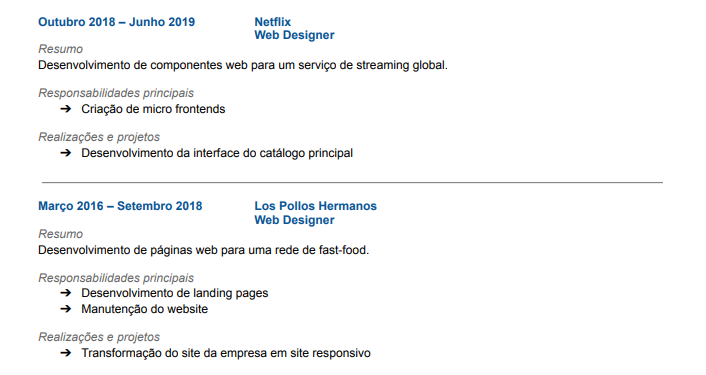 Outubro 2018 – Junho 2019 Netflix
Web Designer
Resumo
Desenvolvimento de componentes web para um serviço de streaming global.
Responsabilidades principais
➔ Criação de micro frontends
Realizações e projetos
➔ Desenvolvimento da interface do catálogo principal
Março 2016 – Setembro 2018 Los Pollos Hermanos
Web Designer
Resumo
Desenvolvimento de páginas web para uma rede de fast-food.
Responsabilidades principais
➔ Desenvolvimento de landing pages
➔ Manutenção do website
Realizações e projetos
➔ Transformação do site da empresa em site responsivo